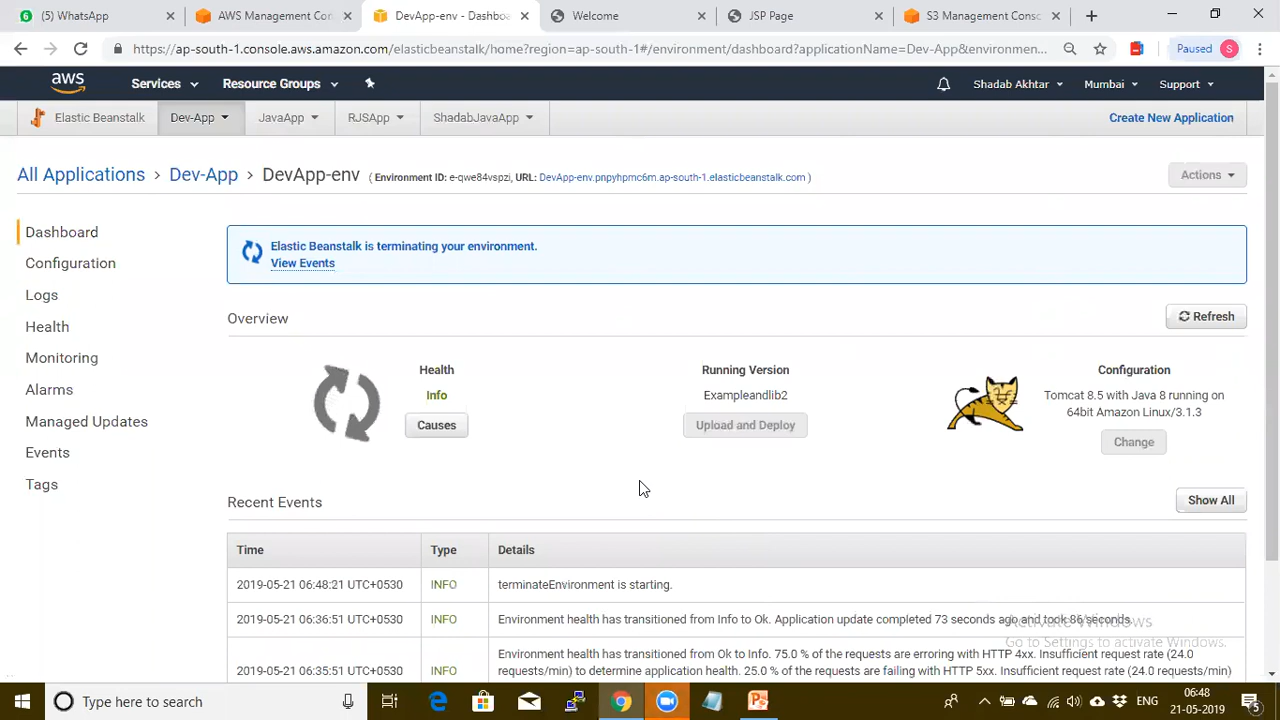 WhatsApp
AWS Management Con
DevApp-env - Dashboa
Welcome
JSP Page
S3 Management Consc
https://ap-south-1.console.aws.amazon.com/elasticbeanstalk/home?region=ap-south-1#/environment/dashboard?applicationName=Dev-App&environmen...
Paused S
aws Services Resource Groups Shadab Akhtar Mumbai Support
Elastic Beanstalk Dev-App JavaApp RJSApp ShadabJavaApp Create New Application
All Applications > Dev-App > DevApp-env ( Environment ID: e-qwe84vspzi, URL: DevApp-env.pnpyhpmc6m.ap-south-1.elasticbeanstalk.com ) Actions
Dashboard
Configuration
Logs
Health
Monitoring
Alarms
Managed Updates
Events
Tags
Elastic Beanstalk is terminating your environment.
View Events
Overview Refresh
Health
Info
Causes
Running Version
Exampleandlib2
Upload and Deploy
Configuration
Tomcat 8.5 with Java 8 running on
64bit Amazon Linux/3.1.3
Change
Recent Events Show All
Time Type Details
2019-05-21 06:48:21 UTC+0530 INFO terminateEnvironment is starting.
2019-05-21 06:36:51 UTC+0530 INFO Environment health has transitioned from Info to Ok. Application update completed 73 seconds ago and took 86 seconds.
2019-05-21 06:35:51 UTC+0530 INFO Environment health has transitioned from Ok to Info. 75.0 % of the requests are erroring with HTTP 4xx. Insufficient request rate (24.0
requests/min) to determine application health. 25.0 % of the requests are failing with HTTP 5xx. Insufficient request rate (24.0 requests/min)
Activate Windows
Go to Settings to activate Windows.
Type here to search
ENG
06:48
21-05-2019
5